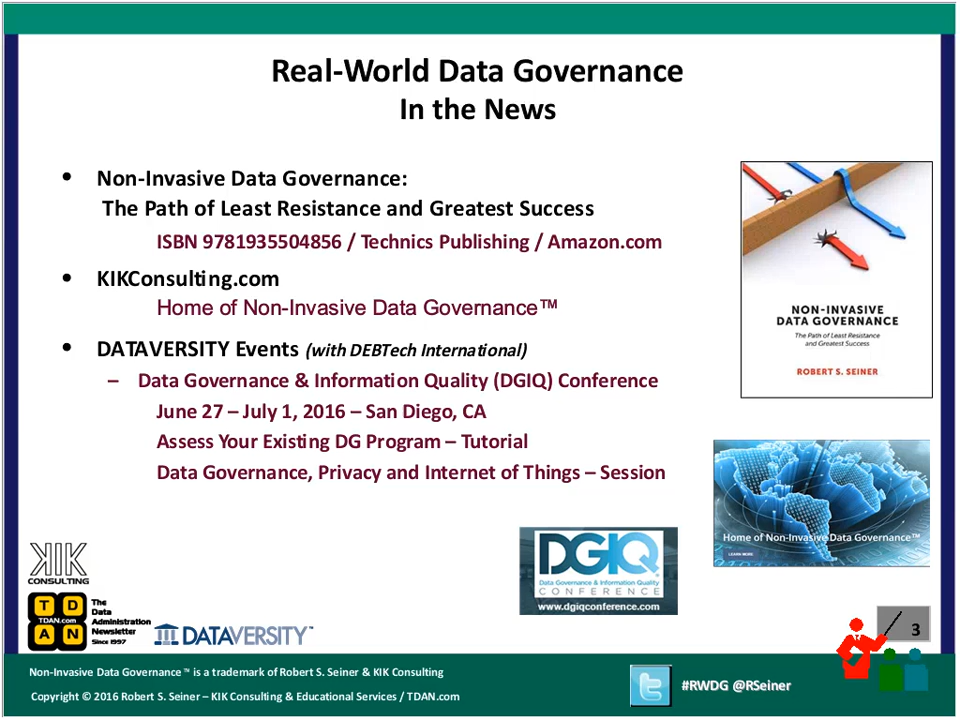 Real-World Data Governance
In the News
• Non-Invasive Data Governance:
The Path of Least Resistance and Greatest Success
ISBN 9781935504856 / Technics Publishing / Amazon.com
• KIKConsulting.com
Home of Non-Invasive Data Governance™
• DATAVERSITY Events (with DEBTech International)
– Data Governance & Information Quality (DGIQ) Conference
June 27 – July 1, 2016 – San Diego, CA
Assess Your Existing DG Program – Tutorial
Data Governance, Privacy and Internet of Things – Session
NON-INVASIVE
DATA GOVERNANCE
The Path of Least Resistance
and Greatest Success
ROBERT S. SEINER
Home of Non-Invasive Data Governance™
LEARN MORE
DGIQ
Data Governance & Information Quality
CONFERENCE
www.dgiqconference.com
KIK
CONSULTING
T D
TDAN.com
A N
The
Data
Administration
Newsletter
Since 1997
DATAVERSITY™
3
Non-Invasive Data Governance™ is a trademark of Robert S. Seiner & KIK Consulting
Copyright © 2016 Robert S. Seiner – KIK Consulting & Educational Services / TDAN.com
#RWDG @RSeiner